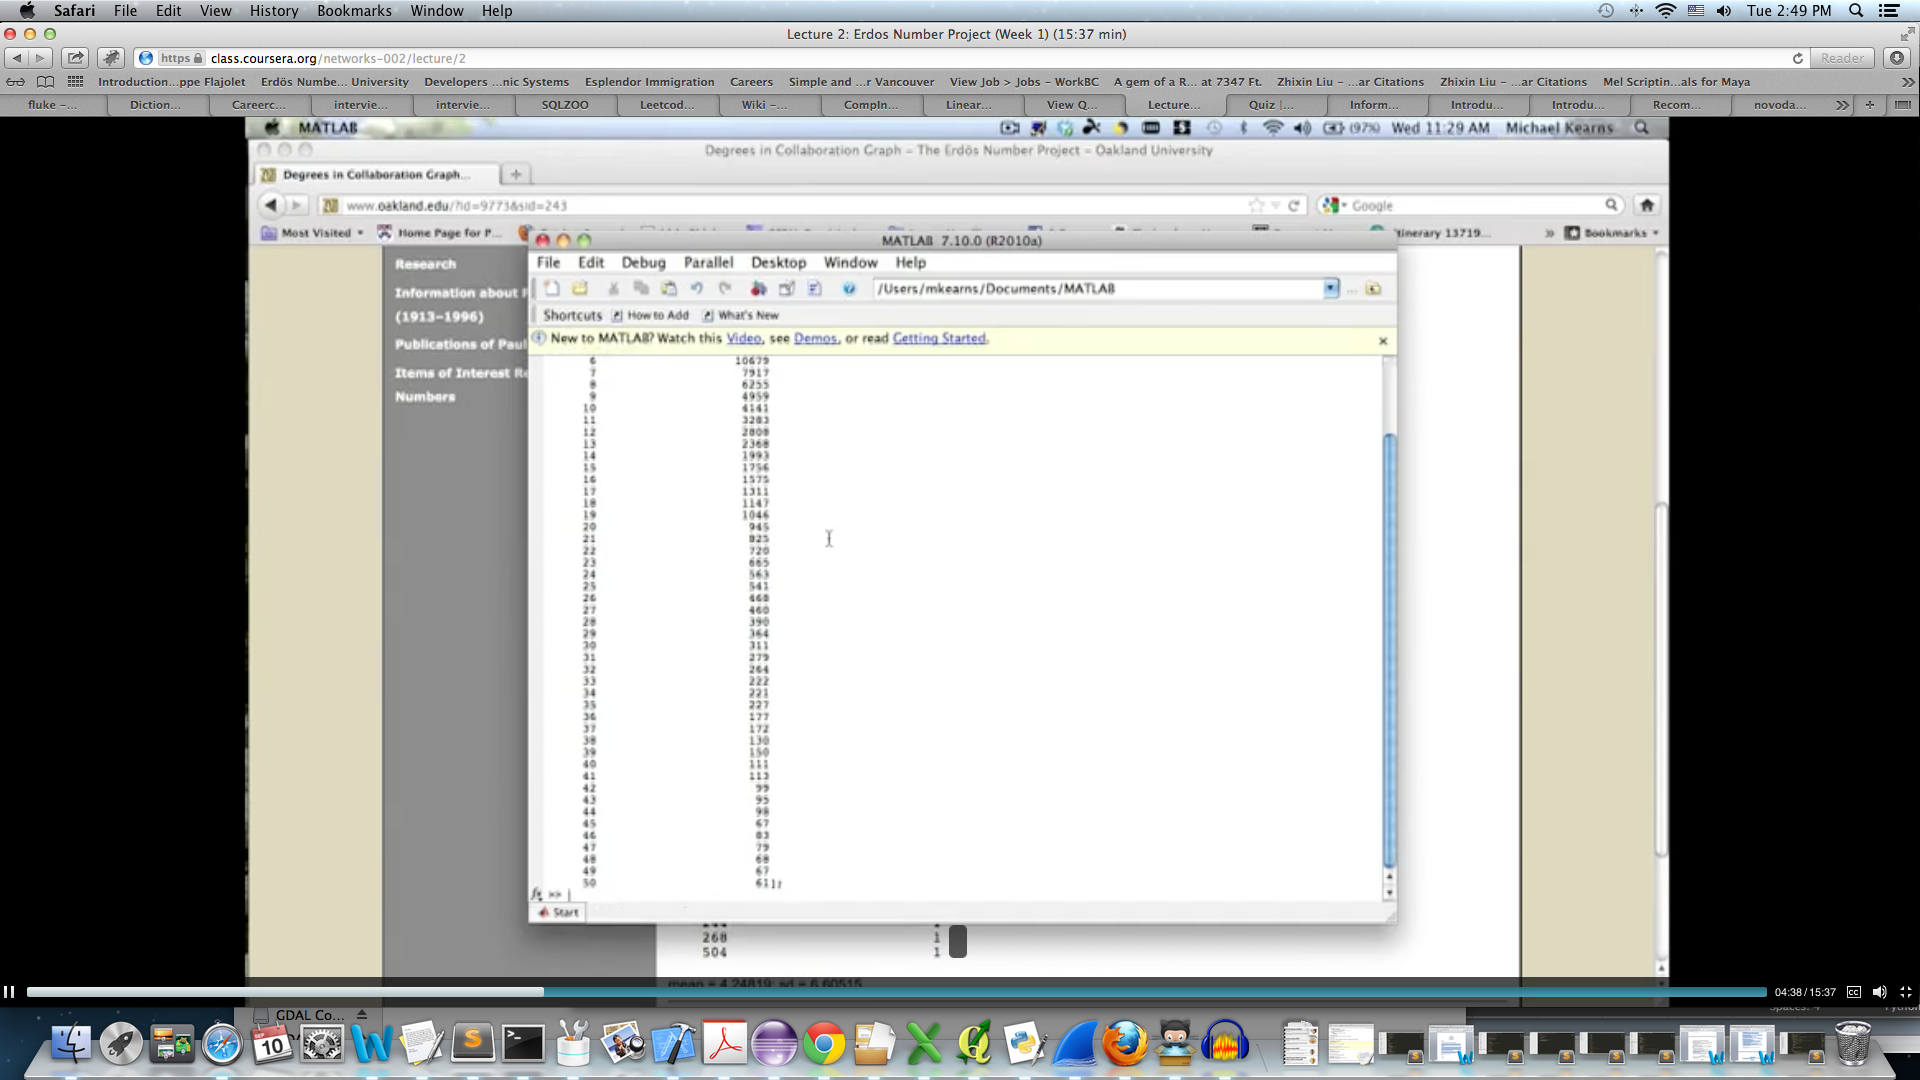 Safari File Edit View History Bookmarks Window Help Tue 2:49 PM
Lecture 2: Erdos Number Project (Week 1) (15:37 min)
https class.coursera.org/networks-002/lecture/2 Reader
Introduction...ppe Flajolet Erdös Numbe... University Developers ...nic Systems Esplendor Immigration Careers Simple and ...r Vancouver View Job > Jobs – WorkBC A gem of a R... at 7347 Ft. Zhixin Liu – ...ar Citations Zhixin Liu – ...ar Citations Mel Scriptin...als for Maya
fluke –... Diction... Careerc... intervie... intervie... SQLZOO Leetcod... Wiki –... CompIn... Linear... View Q... Lecture... Quiz |... Inform... Introdu... Introdu... Recom... novoda...
MATLAB (97%) Wed 11:29 AM Michael Kearns
Degrees in Collaboration Graph – The Erdös Number Project – Oakland University
Degrees in Collaboration Graph...
www.oakland.edu/?id=9773&sid=243 Google
Most Visited Home Page for P... Itinerary 13719... Bookmarks
MATLAB 7.10.0 (R2010a)
File Edit Debug Parallel Desktop Window Help
/Users/mkearns/Documents/MATLAB
Shortcuts How to Add What's New
New to MATLAB? Watch this Video, see Demos, or read Getting Started.
Research
Information about
(1913–1996)
Publications of Paul
Items of Interest Re
Numbers
6 10679
7 7917
8 6255
9 4959
10 4141
11 3283
12 2808
13 2368
14 1993
15 1756
16 1575
17 1311
18 1147
19 1046
20 945
21 825
22 720
23 665
24 563
25 541
26 468
27 460
28 390
29 364
30 311
31 279
32 264
33 222
34 221
35 227
36 177
37 172
38 130
39 150
40 111
41 113
42 99
43 95
44 98
45 67
46 83
47 79
48 68
49 67
50 61];
fx >>
Start
268 1
504 1
mean = 4.24819; sd = 6.60515
04:38/15:37 CC
GDAL Co...
SEP 10